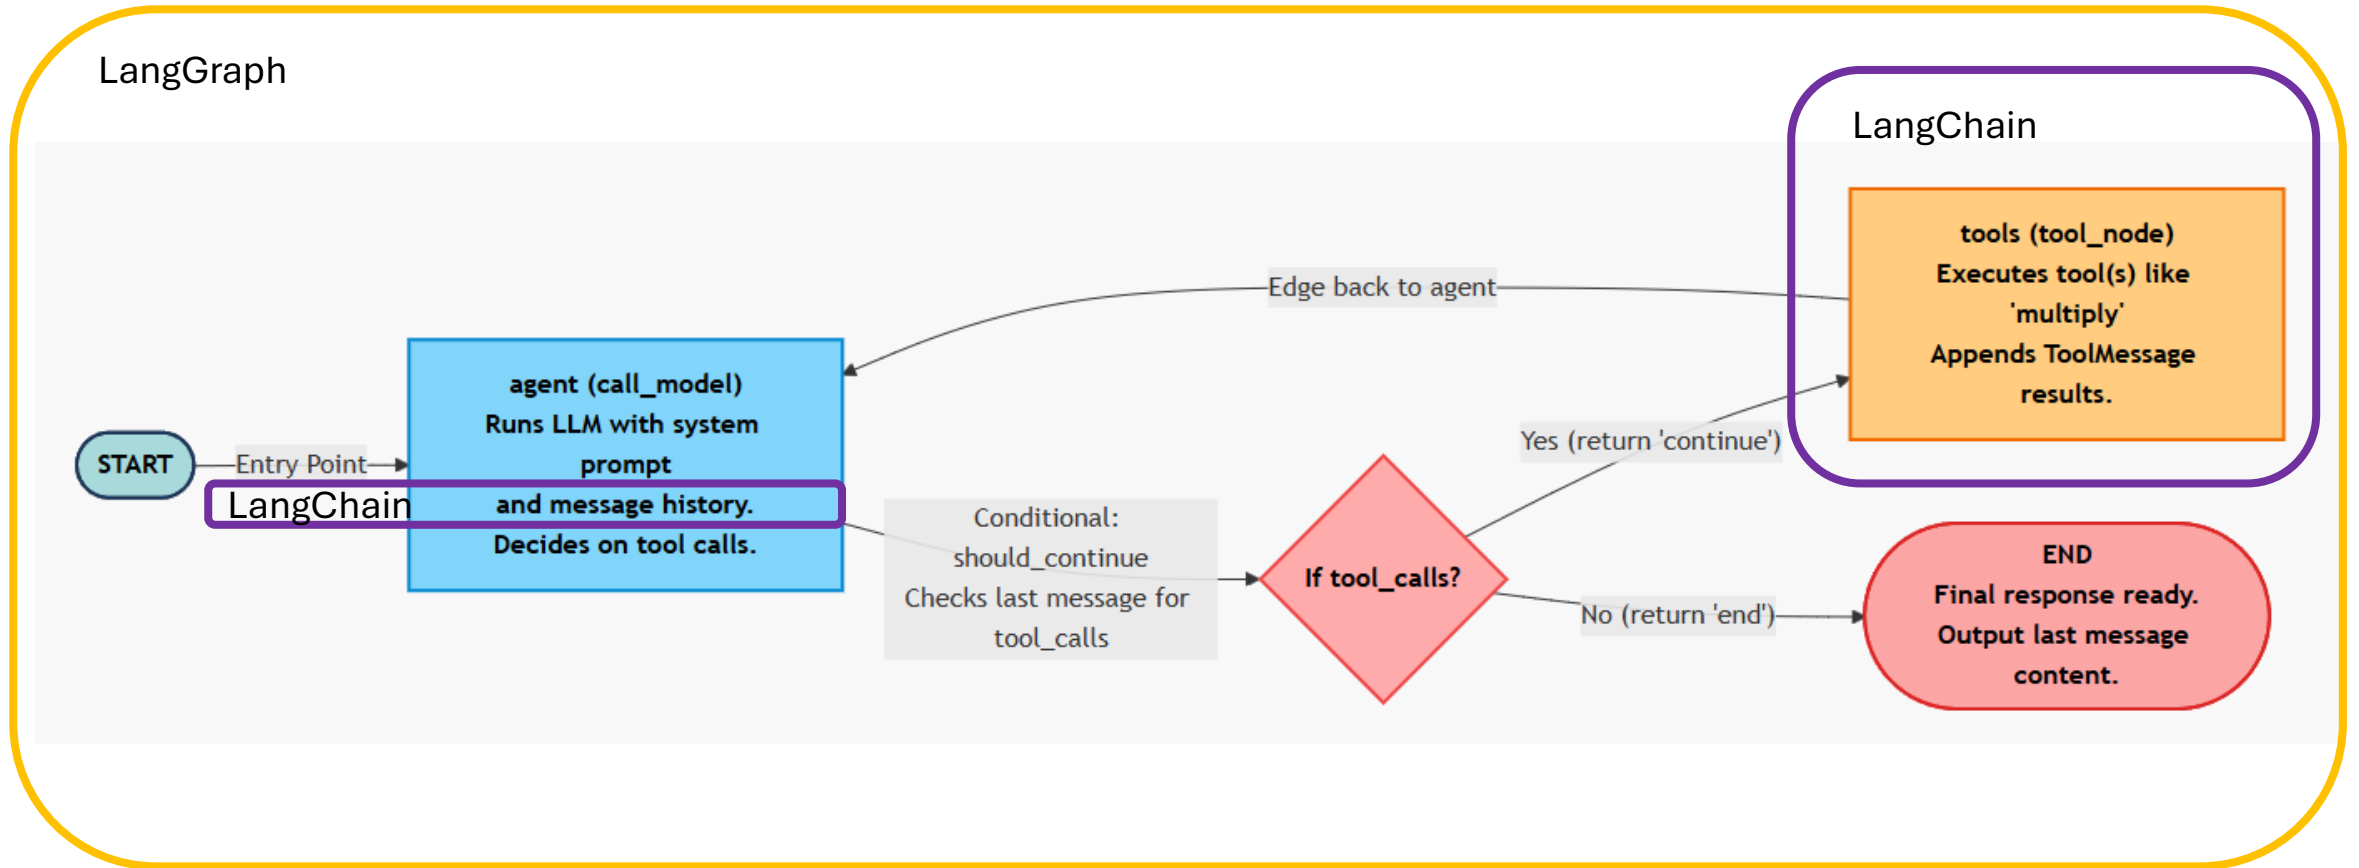 LangGraph
LangChain
tools (tool_node)
Executes tool(s) like
'multiply'
Appends ToolMessage
results.
Edge back to agent
agent (call_model)
Runs LLM with system
prompt
and message history.
Decides on tool calls.
START
Entry Point
LangChain
Yes (return 'continue')
Conditional:
should_continue
Checks last message for
tool_calls
If tool_calls?
No (return 'end')
END
Final response ready.
Output last message
content.